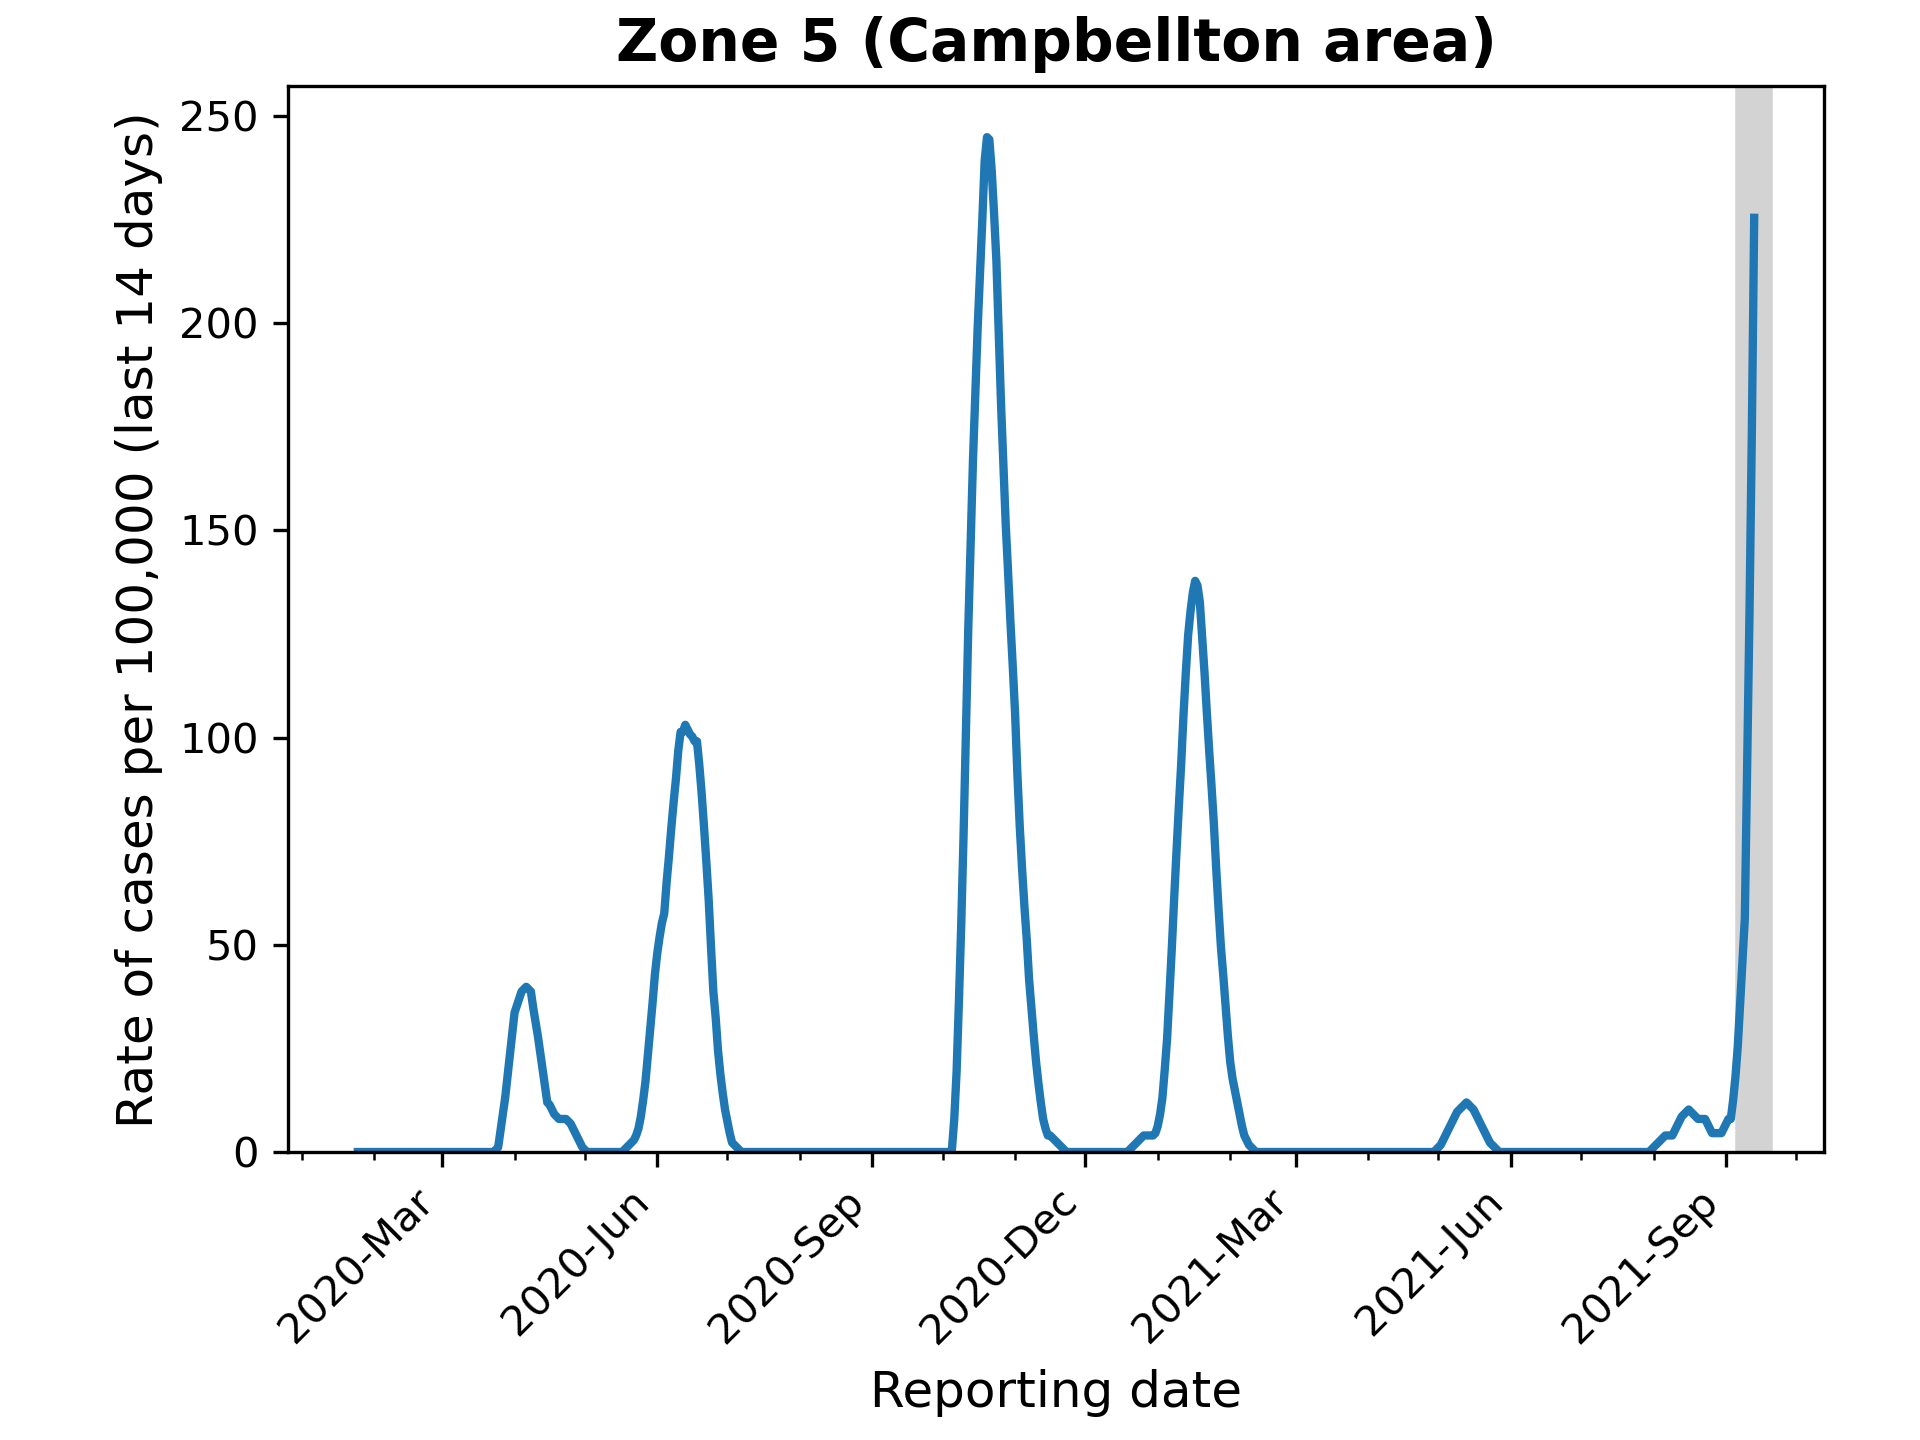 Zone 5 (Campbellton area)
Rate of cases per 100,000 (last 14 days)
250
200
150
100
50
0
2020-Mar
2020-Jun
2020-Sep
2020-Dec
2021-Mar
2021-Jun
2021-Sep
Reporting date